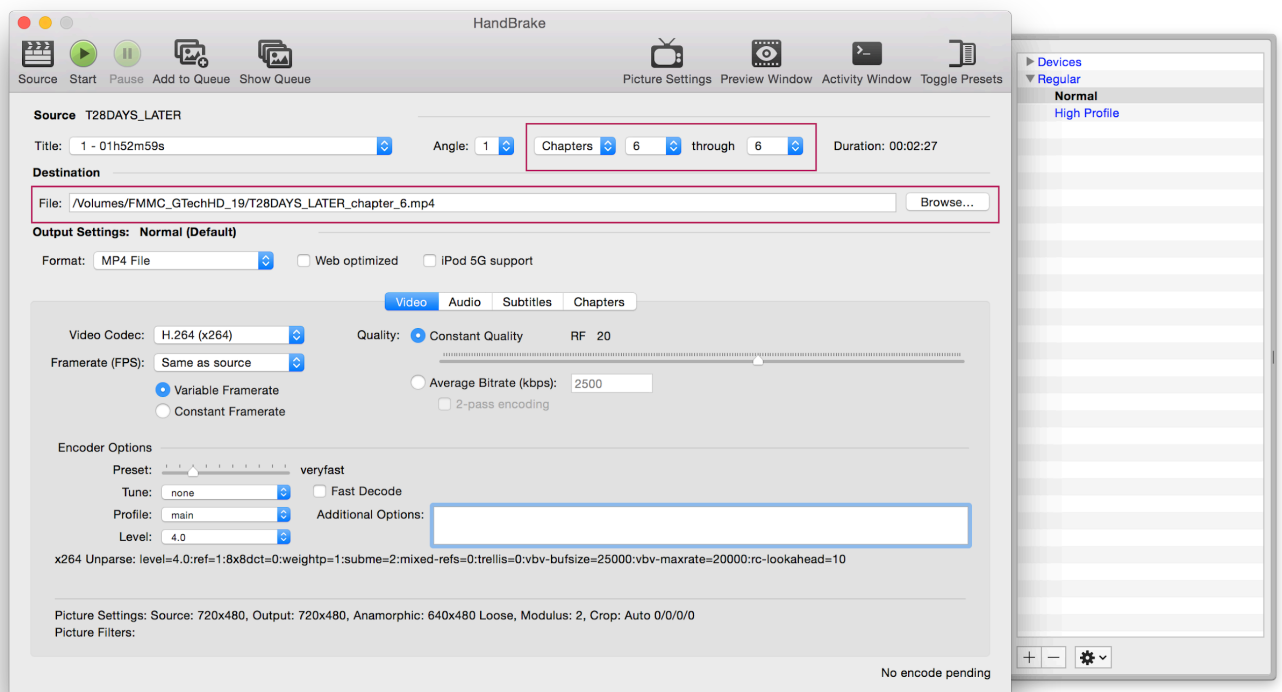 HandBrake
Source Start Pause Add to Queue Show Queue Picture Settings Preview Window Activity Window Toggle Presets
Source T28DAYS_LATER
Title: 1 - 01h52m59s Angle: 1 Chapters 6 through 6 Duration: 00:02:27
Destination
File: /Volumes/FMMC_GTechHD_19/T28DAYS_LATER_chapter_6.mp4 Browse...
Output Settings: Normal (Default)
Format: MP4 File Web optimized iPod 5G support
Video Audio Subtitles Chapters
Video Codec: H.264 (x264) Quality: Constant Quality RF 20
Framerate (FPS): Same as source
Variable Framerate Average Bitrate (kbps): 2500
Constant Framerate 2-pass encoding
Encoder Options
Preset: veryfast
Tune: none Fast Decode
Profile: main Additional Options:
Level: 4.0
x264 Unparse: level=4.0:ref=1:8x8dct=0:weightp=1:subme=2:mixed-refs=0:trellis=0:vbv-bufsize=25000:vbv-maxrate=20000:rc-lookahead=10
Picture Settings: Source: 720x480, Output: 720x480, Anamorphic: 640x480 Loose, Modulus: 2, Crop: Auto 0/0/0/0
Picture Filters:
No encode pending
Devices
Regular
Normal
High Profile